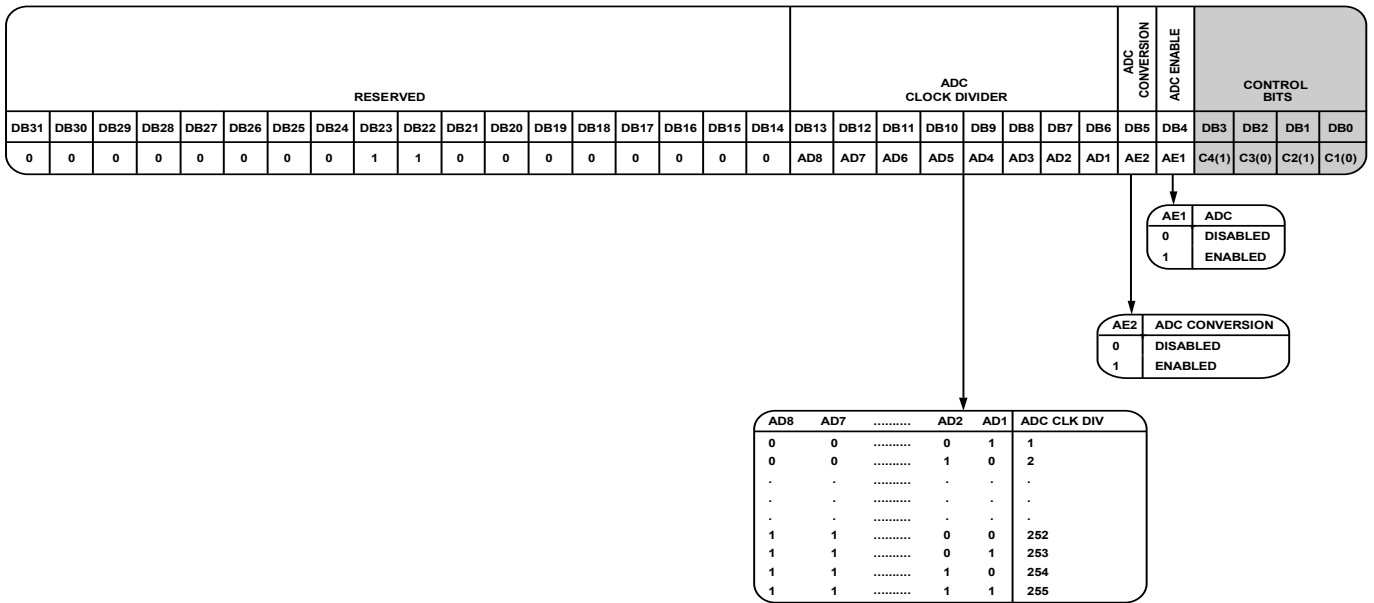 RESERVED
ADC
CLOCK DIVIDER
ADC
CONVERSION
ADC ENABLE
CONTROL
BITS
DB31 DB30 DB29 DB28 DB27 DB26 DB25 DB24 DB23 DB22 DB21 DB20 DB19 DB18 DB17 DB16 DB15 DB14 DB13 DB12 DB11 DB10 DB9 DB8 DB7 DB6 DB5 DB4 DB3 DB2 DB1 DB0
0 0 0 0 0 0 0 0 1 1 0 0 0 0 0 0 0 0 AD8 AD7 AD6 AD5 AD4 AD3 AD2 AD1 AE2 AE1 C4(1) C3(0) C2(1) C1(0)
AE1 ADC
0 DISABLED
1 ENABLED
AE2 ADC CONVERSION
0 DISABLED
1 ENABLED
AD8 AD7 .......... AD2 AD1 ADC CLK DIV
0 0 .......... 0 1 1
0 0 .......... 1 0 2
. . .......... . . .
. . .......... . . .
. . .......... . . .
1 1 .......... 0 0 252
1 1 .......... 0 1 253
1 1 .......... 1 0 254
1 1 .......... 1 1 255